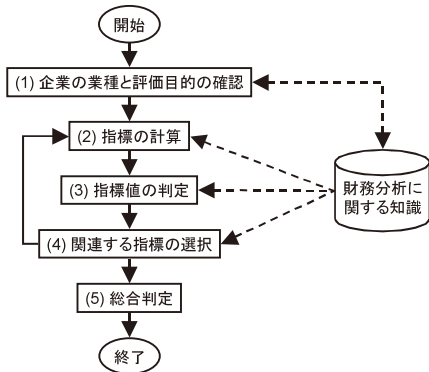 開始
(1) 企業の業種と評価目的の確認
(2) 指標の計算
(3) 指標値の判定
(4) 関連する指標の選択
(5) 総合判定
終了
財務分析に
関する知識